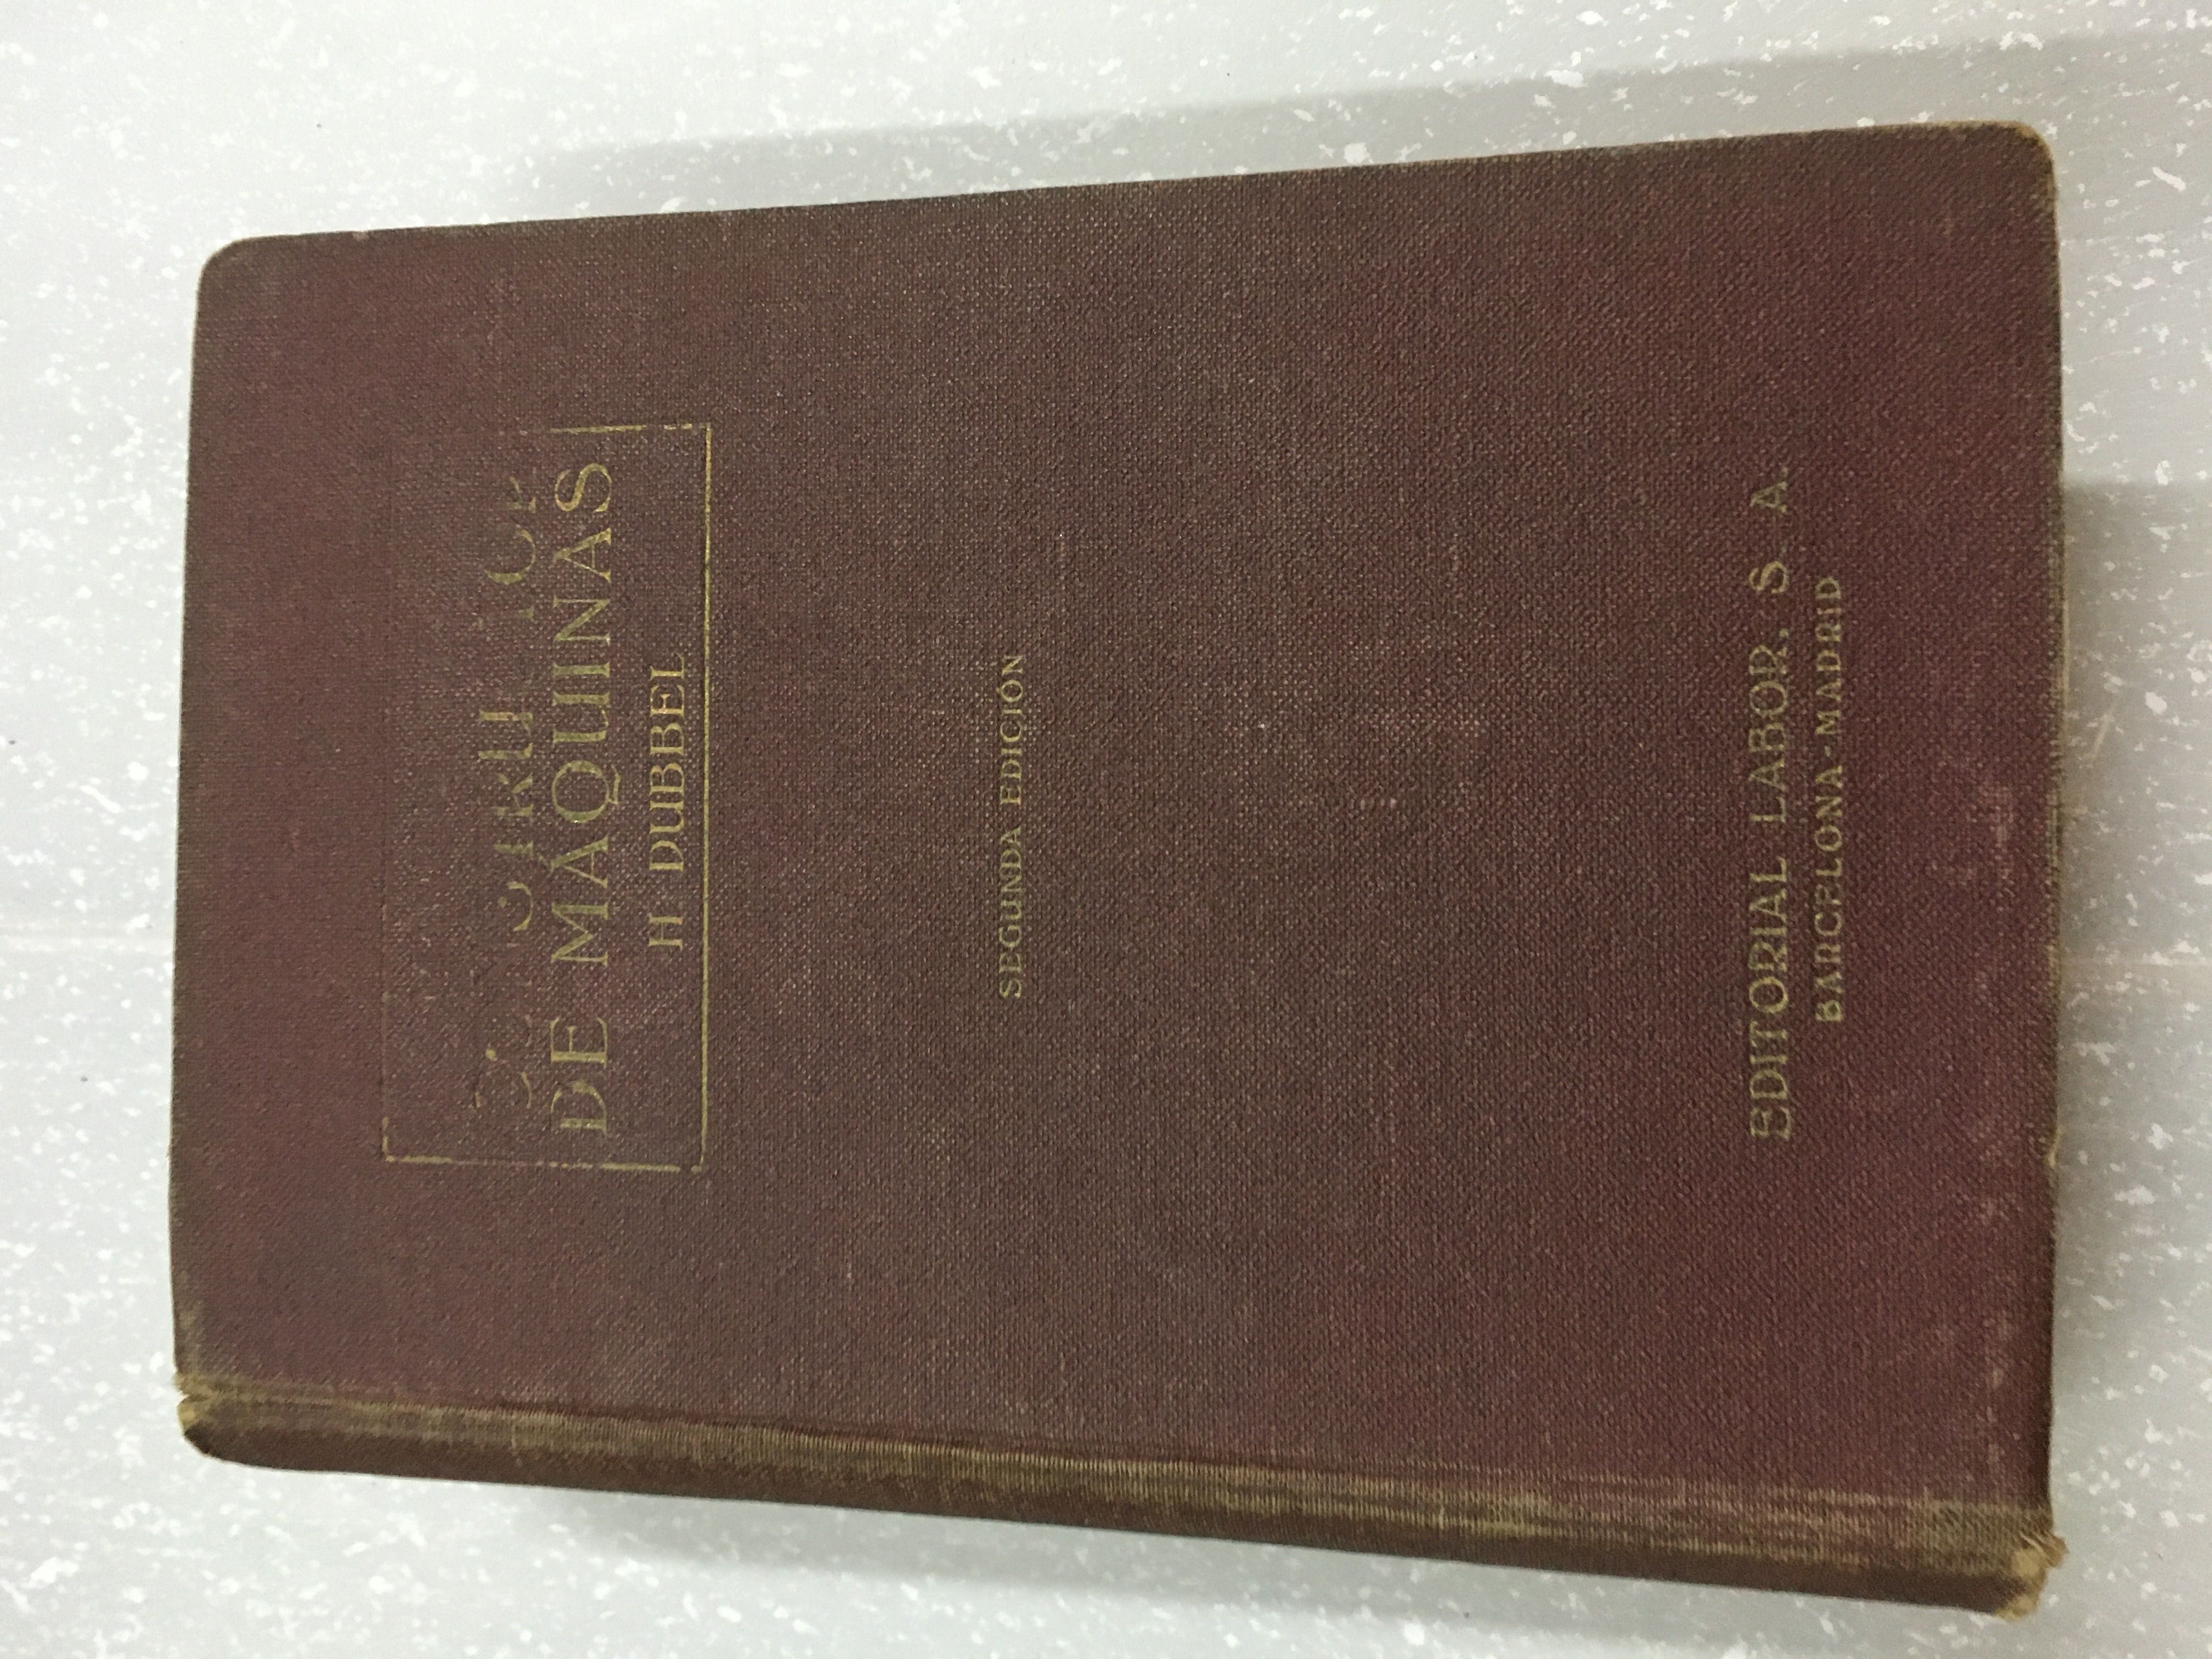 DE MÁQUINAS
H. DUBBEL
SEGUNDA EDICIÓN
EDITORIAL LABOR, S. A.
BARCELONA-MADRID